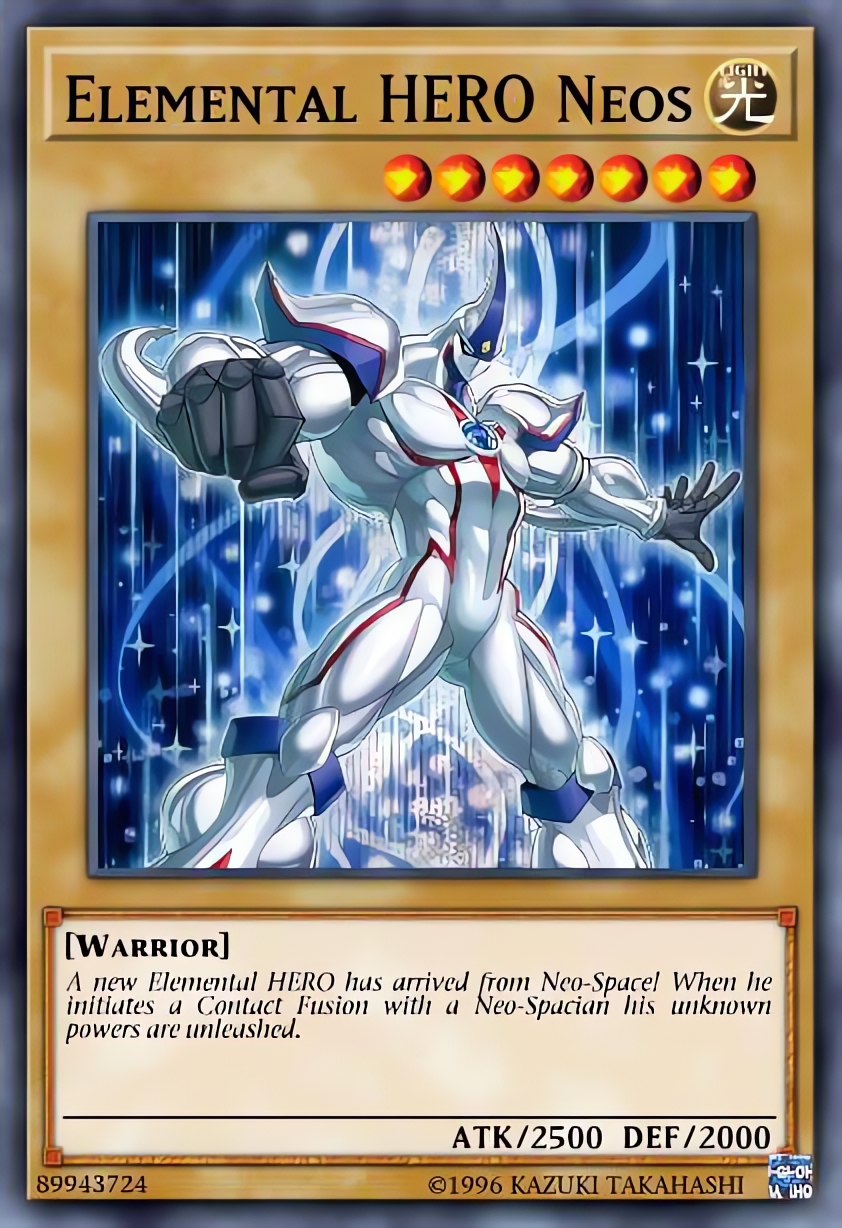 ELEMENTAL HERO NEOS
光
[WARRIOR]
A new Elemental HERO has arrived from Neo-Space! When he
initiates a Contact Fusion with a Neo-Spacian his unknown
powers are unleashed.
ATK/2500 DEF/2000
89943724 ©1996 KAZUKI TAKAHASHI